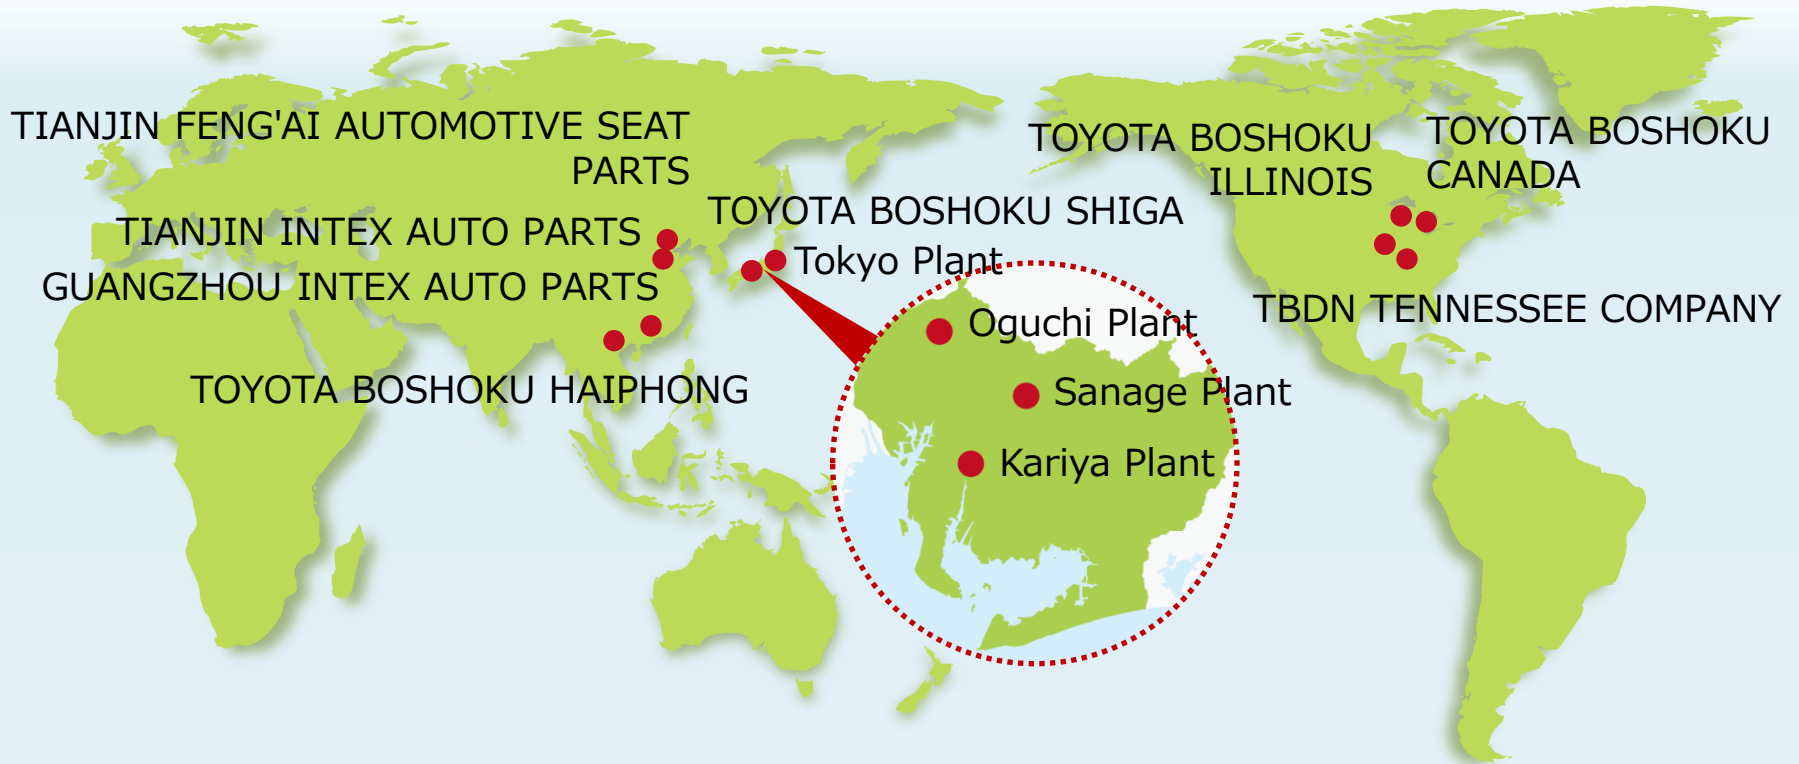 TIANJIN FENG'AI AUTOMOTIVE SEAT
PARTS
TIANJIN INTEX AUTO PARTS
GUANGZHOU INTEX AUTO PARTS
TOYOTA BOSHOKU HAIPHONG
TOYOTA BOSHOKU SHIGA
Tokyo Plant
Oguchi Plant
Sanage Plant
Kariya Plant
TOYOTA BOSHOKU
ILLINOIS
TOYOTA BOSHOKU
CANADA
TBDN TENNESSEE COMPANY